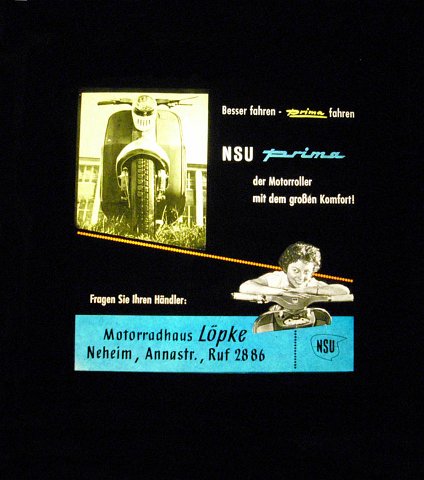 Besser fahren - prima fahren
NSU prima
der Motorroller
mit dem großen Komfort!
Fragen Sie Ihren Händler:
Motorradhaus Löpke
Neheim, Annastr., Ruf 2886
NSU